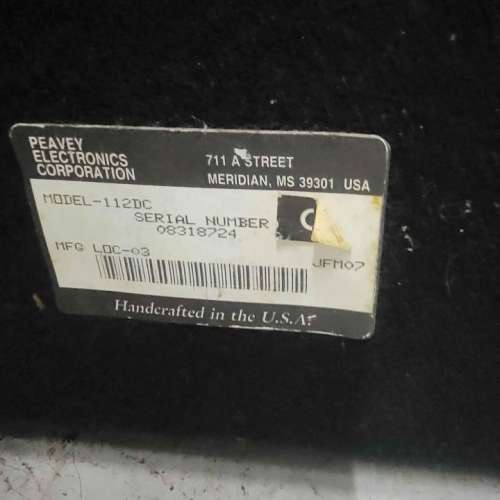 PEAVEY
ELECTRONICS
CORPORATION
711 A STREET
MERIDIAN, MS 39301 USA
MODEL-112DC
SERIAL NUMBER
08318724
MFG LOC-03
JFM07
Handcrafted in the U.S.A.